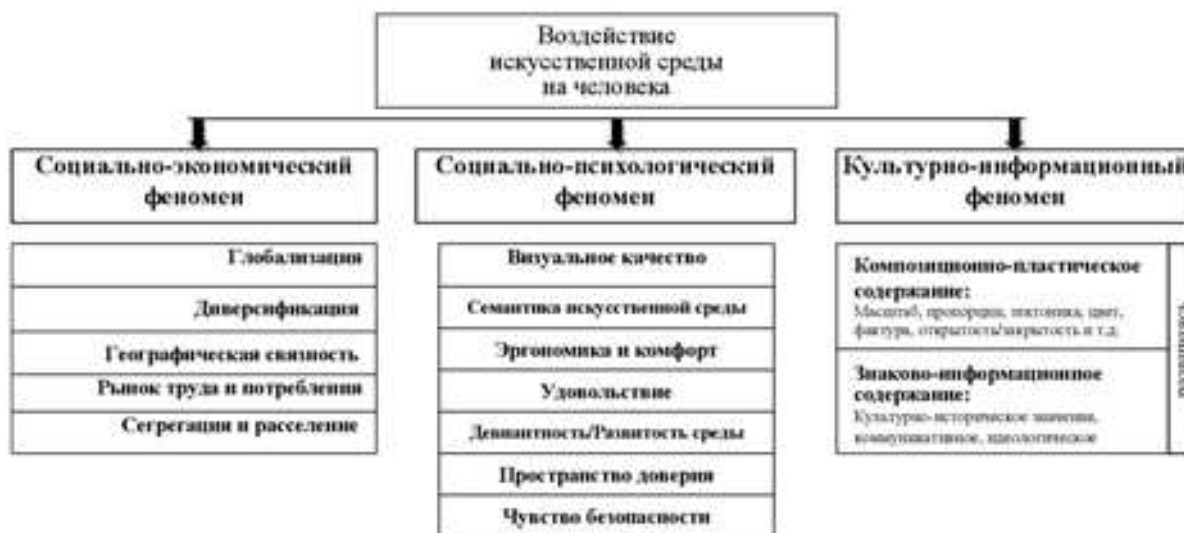 Воздействие
искусственной среды
на человека
Социально-экономический
феномен
Глобализация
Диверсификация
Географическая связность
Рынок труда и потребления
Сегрегация и расселение
Социально-психологический
феномен
Визуальное качество
Семантика искусственной среды
Эргономика и комфорт
Удовольствие
Девиантность/Развитость среды
Пространство доверия
Чувство безопасности
Культурно-информационный
феномен
Композиционно-пластическое
содержание:
Масштаб, пропорции, тектоника, цвет,
фактура, открытость/закрытость и т.д.
Знаково-информационное
содержание:
Культурно-историческое значения,
коммуникативное, идеологическое